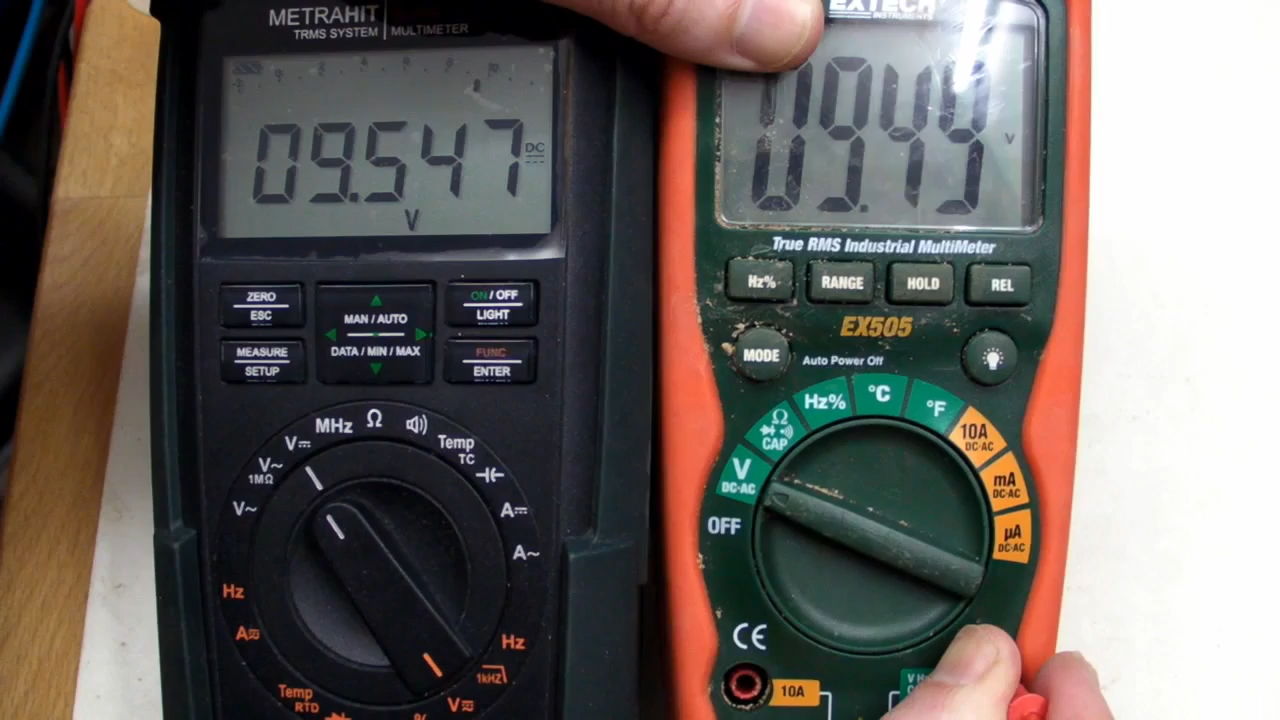 METRAHIT
TRMS SYSTEM | MULTIMETER
09.547
DC
V
ZERO
ESC
MAN / AUTO
DATA / MIN / MAX
ON / OFF
LIGHT
MEASURE
SETUP
FUNC
ENTER
MHz
Ω
V
Temp
TC
V~
1MΩ
V~
A
A~
Hz
A
Hz
1kHZ
Temp
RTD
V
%
EXTECH
INSTRUMENTS
V
True RMS Industrial MultiMeter
Hz%
RANGE
HOLD
REL
EX505
MODE
Auto Power Off
Hz%
°C
°F
Ω
CAP
10A
DC·AC
V
DC·AC
mA
DC·AC
OFF
µA
DC·AC
CE
10A